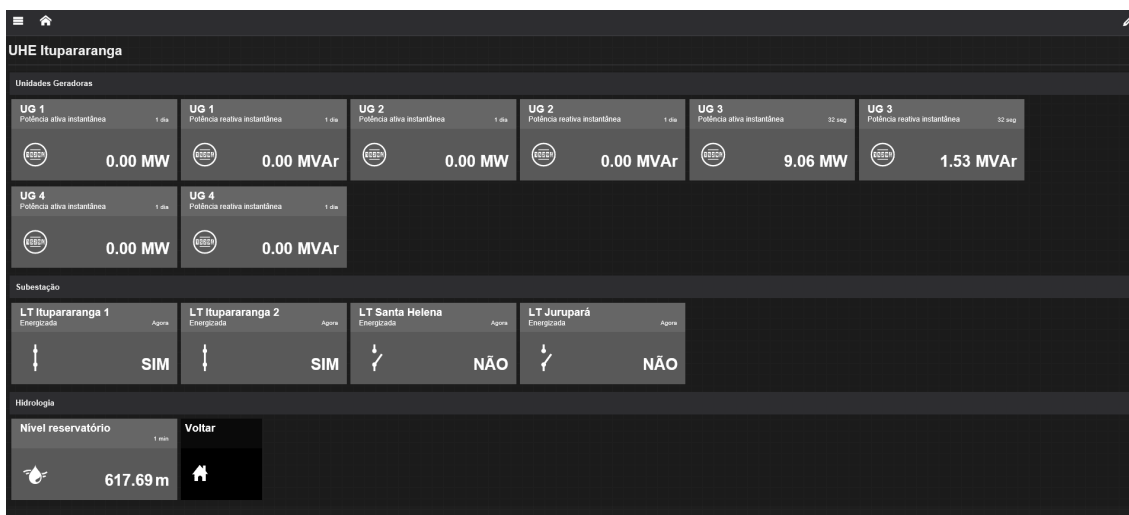 UHE Itupararanga
Unidades Geradoras
UG 1
Potência ativa instantânea 1 dia
0.00 MW
UG 1
Potência reativa instantânea 1 dia
0.00 MVAr
UG 2
Potência ativa instantânea 1 dia
0.00 MW
UG 2
Potência reativa instantânea 1 dia
0.00 MVAr
UG 3
Potência ativa instantânea 32 seg
9.06 MW
UG 3
Potência reativa instantânea 32 seg
1.53 MVAr
UG 4
Potência ativa instantânea 1 dia
0.00 MW
UG 4
Potência reativa instantânea 1 dia
0.00 MVAr
Subestação
LT Itupararanga 1
Energizada Agora
SIM
LT Itupararanga 2
Energizada Agora
SIM
LT Santa Helena
Energizada Agora
NÃO
LT Jurupará
Energizada Agora
NÃO
Hidrologia
Nível reservatório
1 min
617.69 m
Voltar